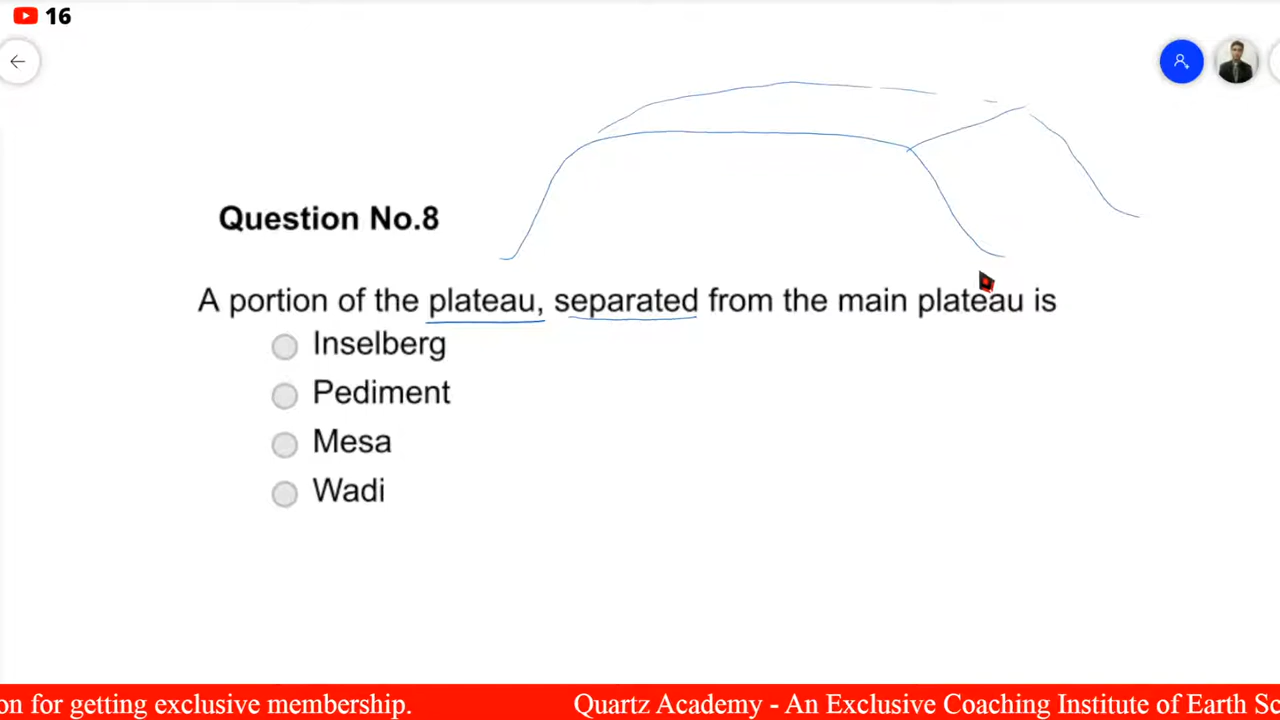 16
Question No.8
A portion of the plateau, separated from the main plateau is
Inselberg
Pediment
Mesa
Wadi
on for getting exclusive membership. Quartz Academy - An Exclusive Coaching Institute of Earth Sc